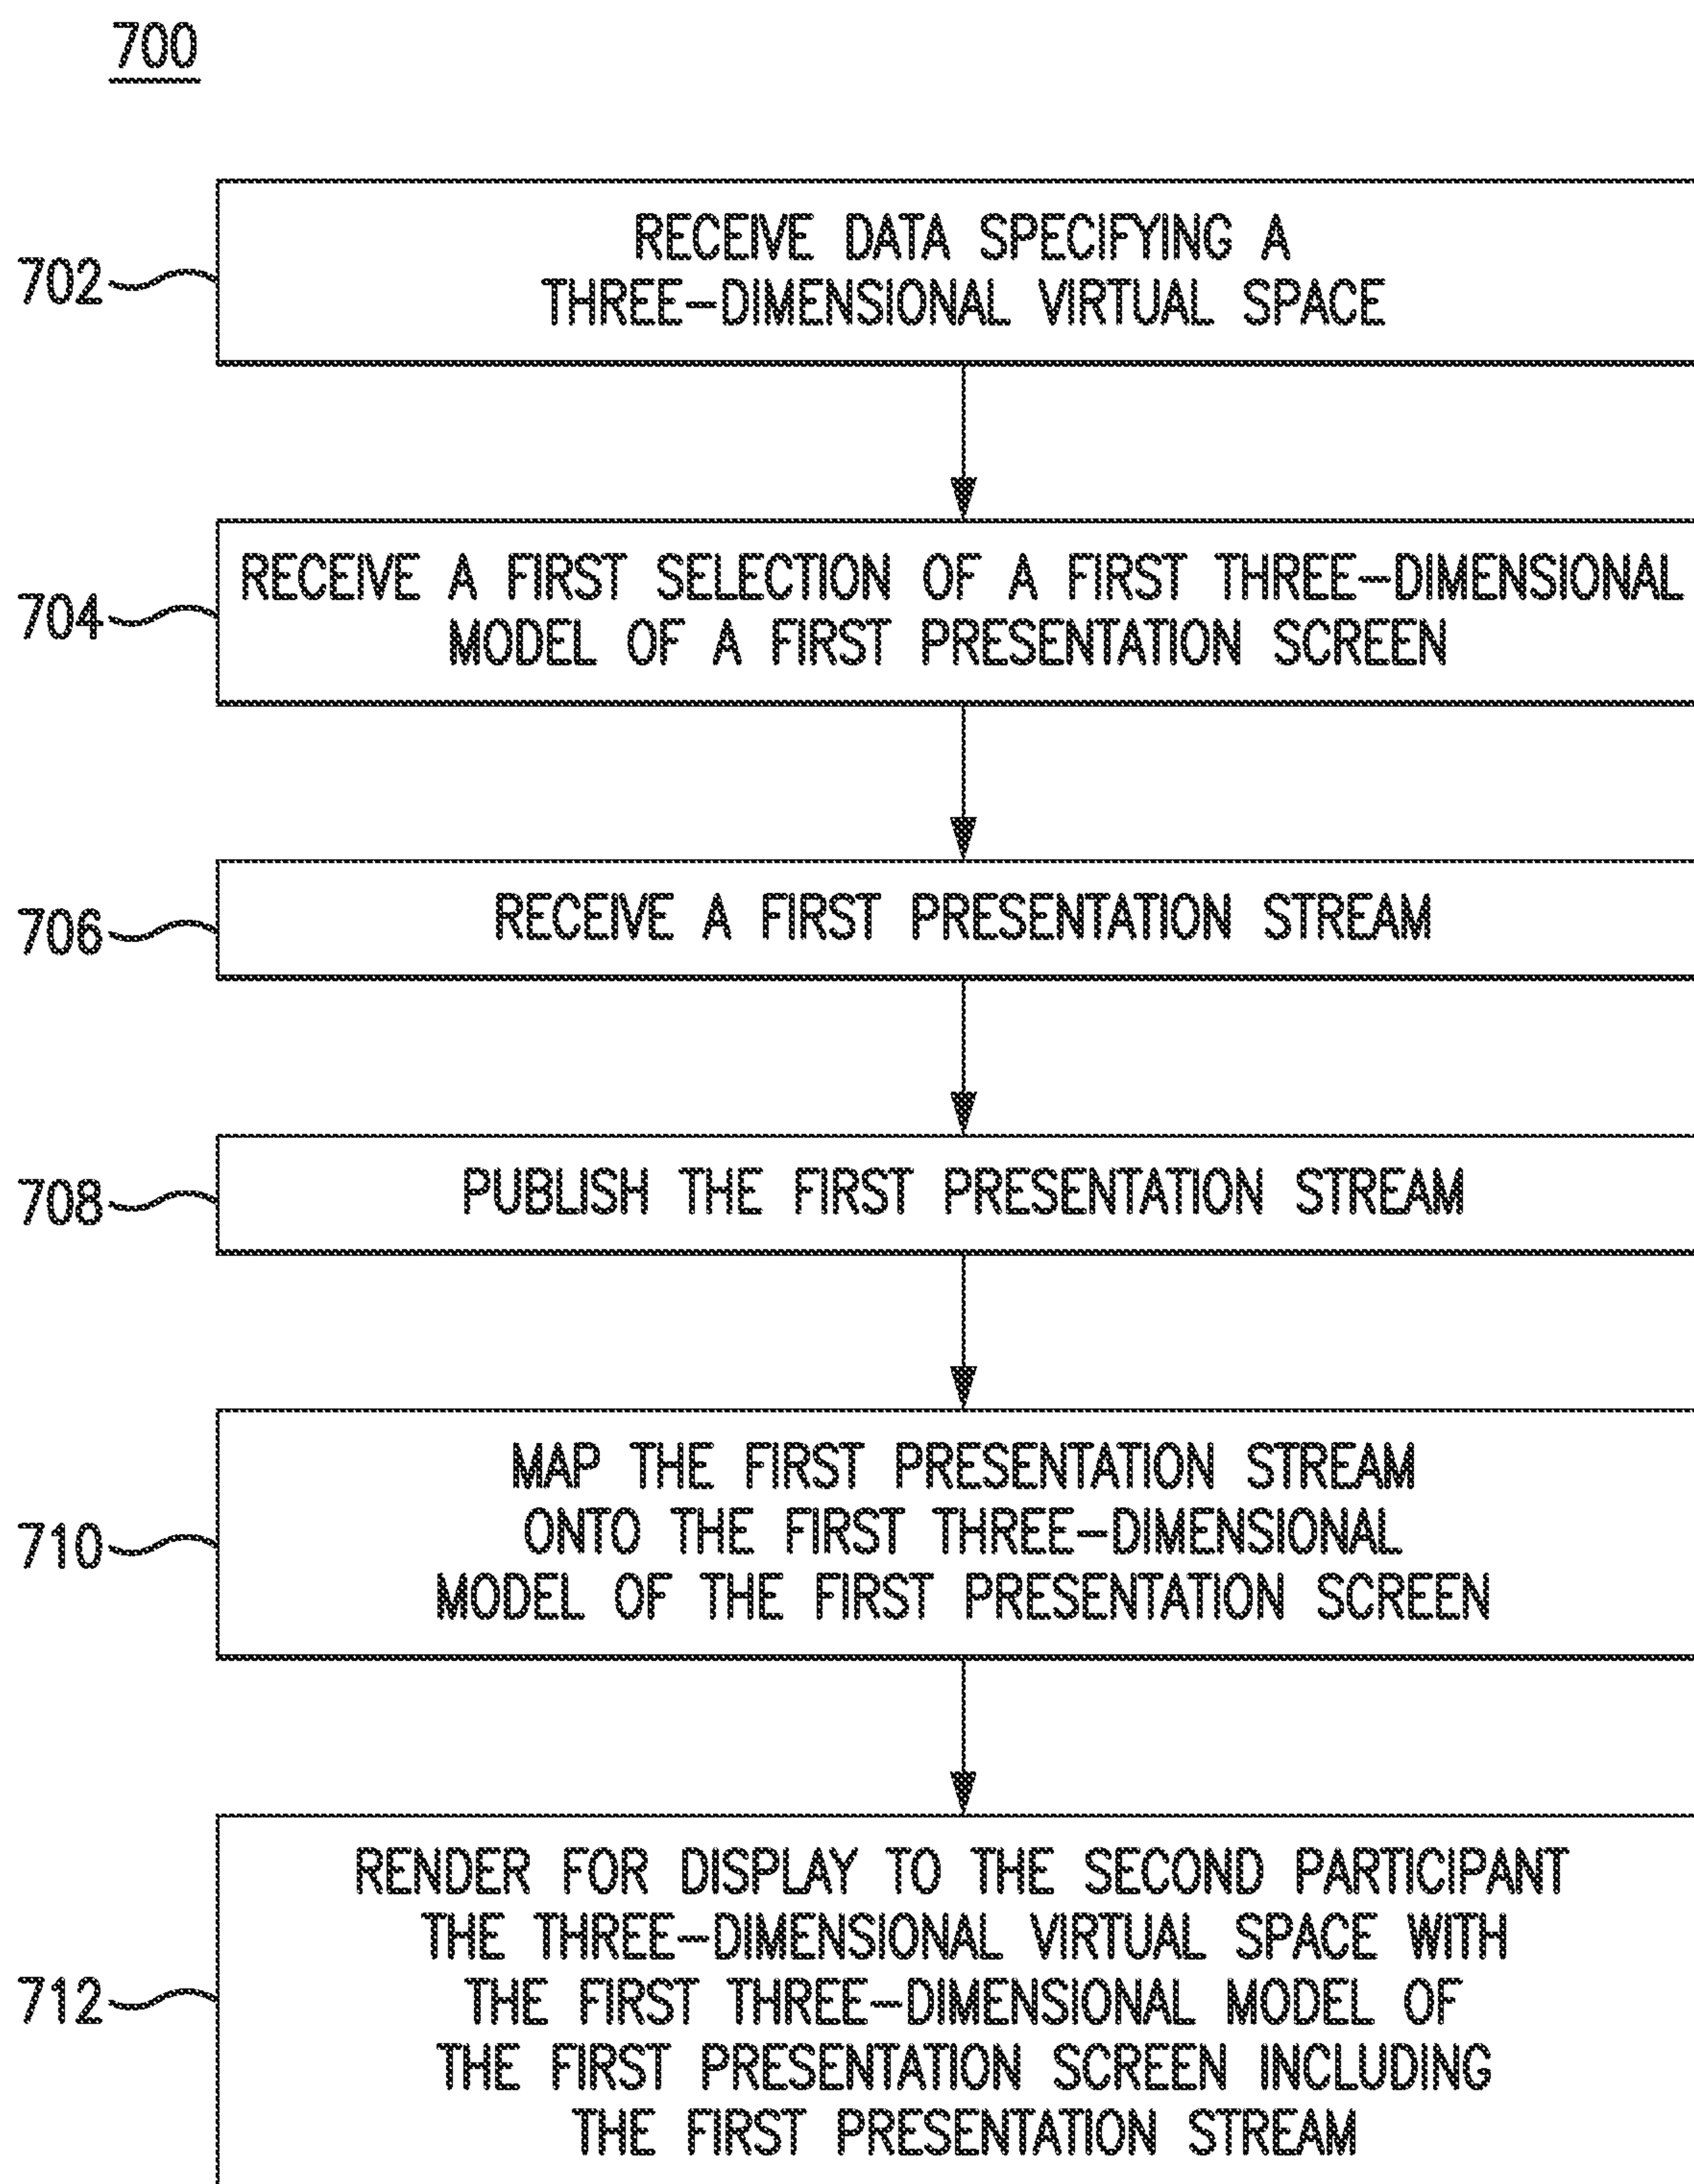 700
702
RECEIVE DATA SPECIFYING A
THREE-DIMENSIONAL VIRTUAL SPACE
704
RECEIVE A FIRST SELECTION OF A FIRST THREE-DIMENSIONAL
MODEL OF A FIRST PRESENTATION SCREEN
706
RECEIVE A FIRST PRESENTATION STREAM
708
PUBLISH THE FIRST PRESENTATION STREAM
710
MAP THE FIRST PRESENTATION STREAM
ONTO THE FIRST THREE-DIMENSIONAL
MODEL OF THE FIRST PRESENTATION SCREEN
712
RENDER FOR DISPLAY TO THE SECOND PARTICIPANT
THE THREE-DIMENSIONAL VIRTUAL SPACE WITH
THE FIRST THREE-DIMENSIONAL MODEL OF
THE FIRST PRESENTATION SCREEN INCLUDING
THE FIRST PRESENTATION STREAM